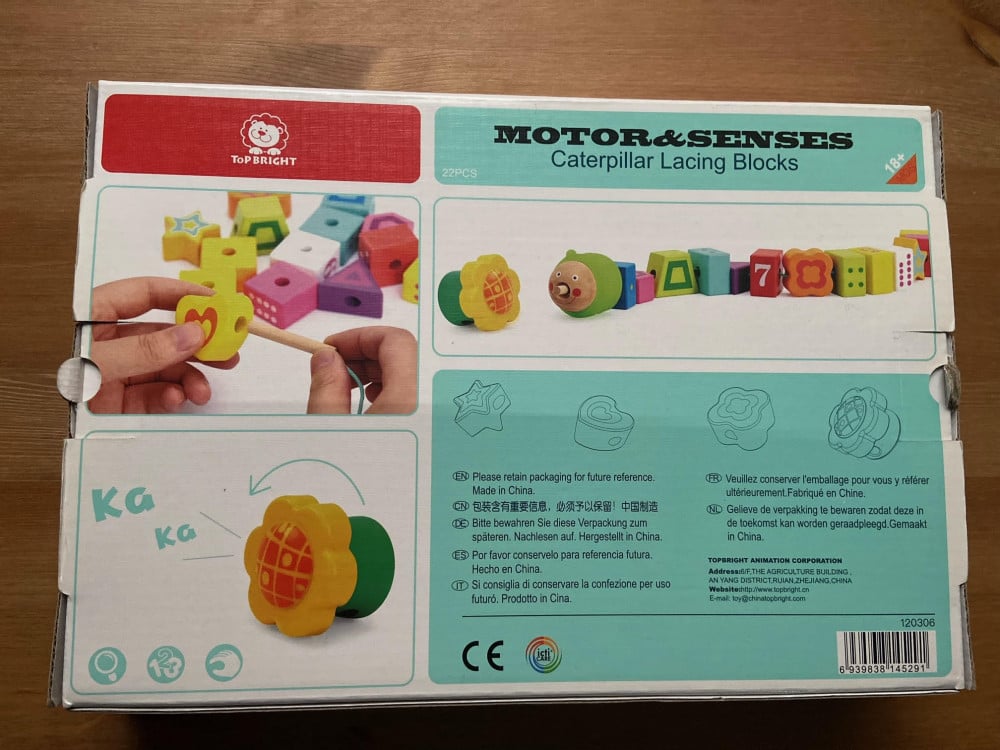 ToP BRIGHT
MOTOR&SENSES
Caterpillar Lacing Blocks
22PCS
18+
7
Ka
Ka
123
EN Please retain packaging for future reference.
Made in China.
CN 包装含有重要信息，必须予以保留！中国制造
DE Bitte bewahren Sie diese Verpackung zum
späteren. Nachlesen auf. Hergestellt in China.
ES Por favor conservelo para referencia futura.
Hecho en China.
IT Si consiglia di conservare la confezione per uso
futuró. Prodotto in Cina.
FR Veuillez conserver l'emballage pour vous y référer
ultérieurement.Fabriqué en Chine.
NL Gelieve de verpakking te bewaren zodat deze in
de toekomst kan worden geraadpleegd.Gemaakt
in China.
TOPBRIGHT ANIMATION CORPORATION
Address:6/F,THE AGRICULTURE BUILDING ,
AN YANG DISTRICT,RUIAN,ZHEJIANG,CHINA
Website:http://www.topbright.cn
E-mail: toy@chinatopbright.com
120306
CE
isti
6 939838 145291